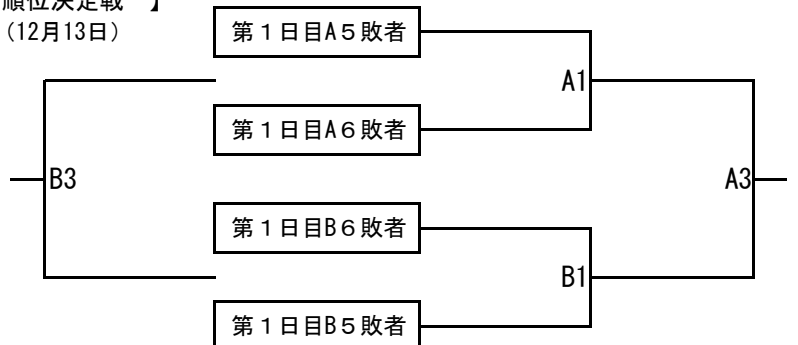 順位決定戦 】
(12月13日)
第1日目A5敗者
A1
第1日目A6敗者
B3
A3
第1日目B6敗者
B1
第1日目B5敗者